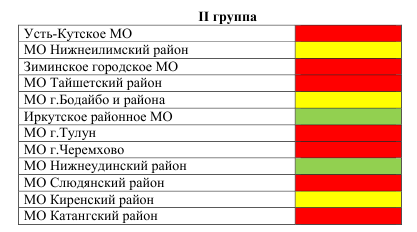 II группа
Усть-Кутское МО
МО Нижнеилимский район
Зиминское городское МО
МО Тайшетский район
МО г.Бодайбо и района
Иркутское районное МО
МО г.Тулун
МО г.Черемхово
МО Нижнеудинский район
МО Слюдянский район
МО Киренский район
МО Катангский район